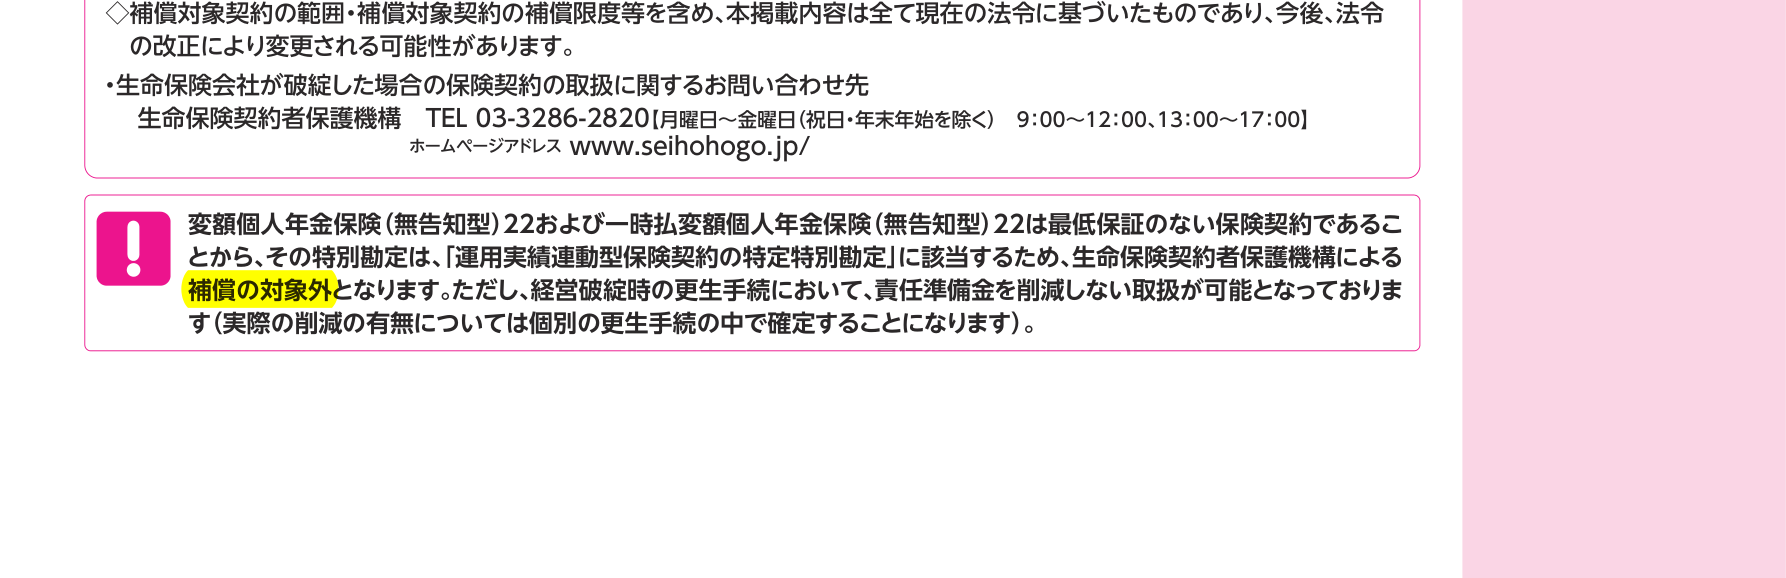 ◇補償対象契約の範囲・補償対象契約の補償限度等を含め、本掲載内容は全て現在の法令に基づいたものであり、今後、法令
の改正により変更される可能性があります。
・生命保険会社が破綻した場合の保険契約の取扱に関するお問い合わせ先
生命保険契約者保護機構　TEL 03-3286-2820【月曜日～金曜日（祝日・年末年始を除く）　9：00～12：00、13：00～17：00】
ホームページアドレス www.seihohogo.jp/
変額個人年金保険（無告知型）22および一時払変額個人年金保険（無告知型）22は最低保証のない保険契約であるこ
とから、その特別勘定は、「運用実績連動型保険契約の特定特別勘定」に該当するため、生命保険契約者保護機構による
補償の対象外となります。ただし、経営破綻時の更生手続において、責任準備金を削減しない取扱が可能となっておりま
す（実際の削減の有無については個別の更生手続の中で確定することになります）。